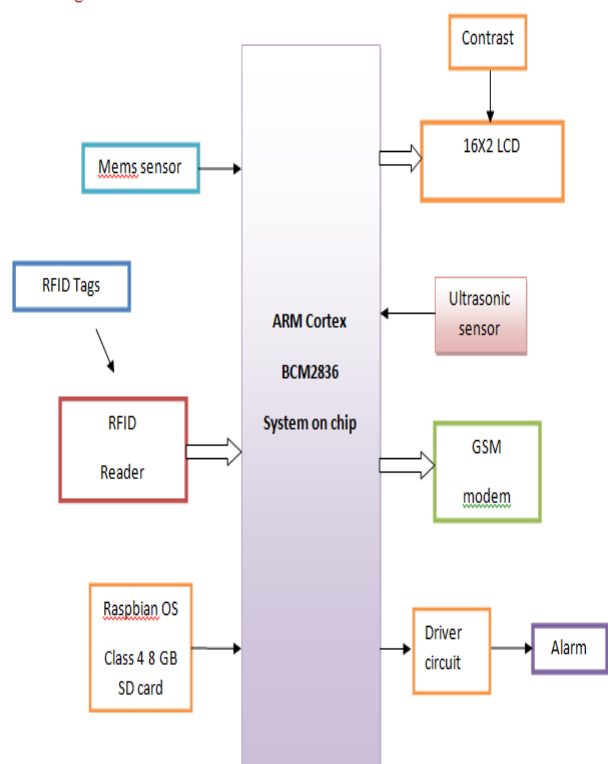 Contrast
16X2 LCD
Mems sensor
RFID Tags
Ultrasonic
sensor
ARM Cortex
BCM2836
System on chip
RFID
Reader
GSM
modem
Raspbian OS
Class 4 8 GB
SD card
Driver
circuit
Alarm